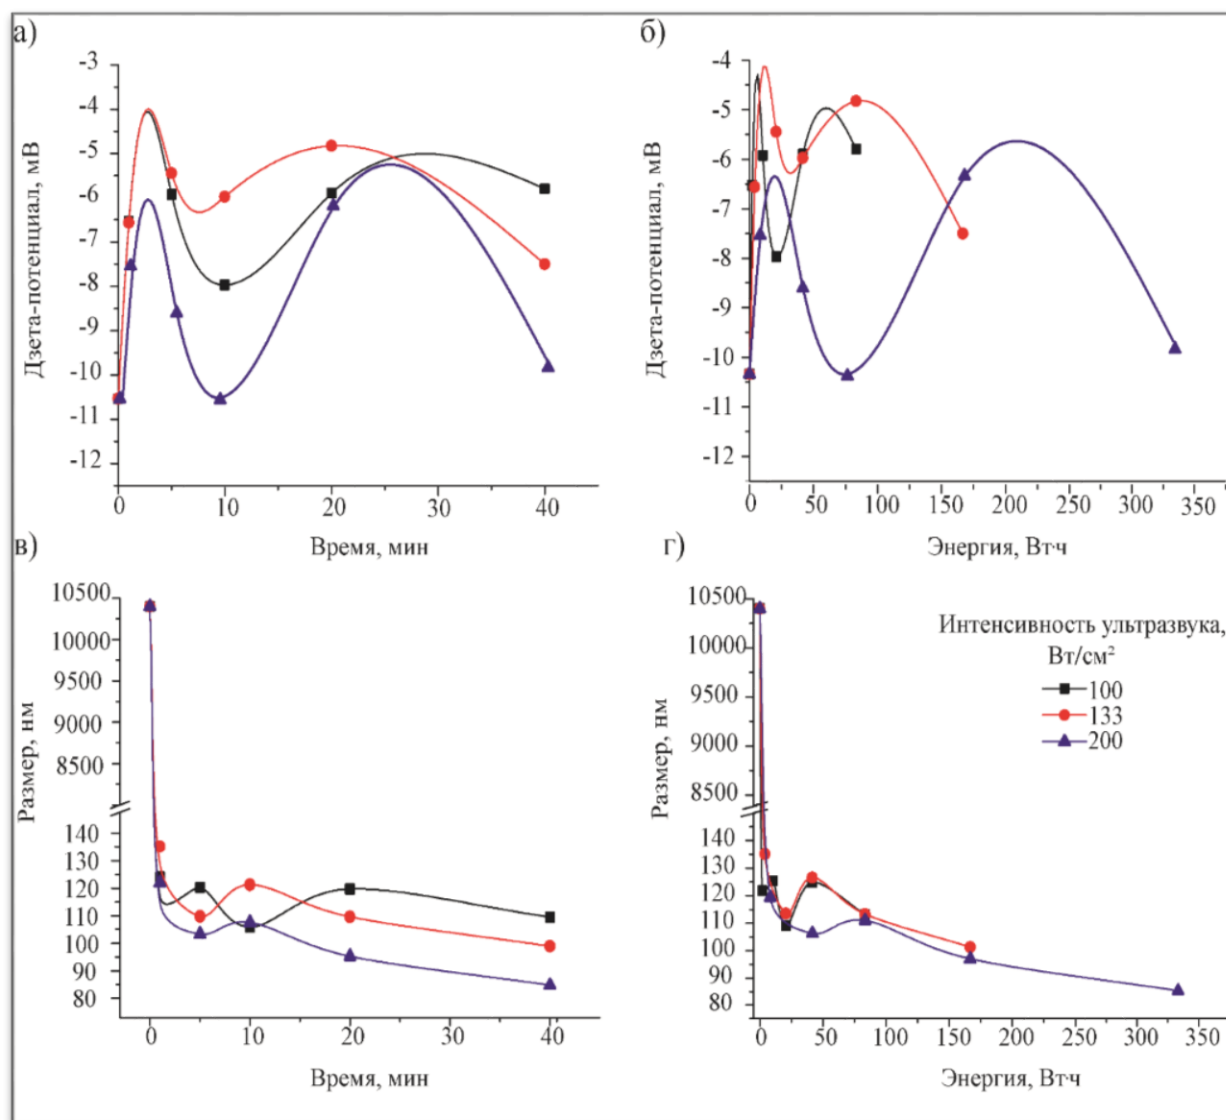 а)
-3
-4
-5
-6
-7
-8
-9
-10
-11
-12
Дзета-потенциал, мВ
0 10 20 30 40
Время, мин
б)
-4
-5
-6
-7
-8
-9
-10
-11
-12
Дзета-потенциал, мВ
0 50 100 150 200 250 300 350
Энергия, Вт·ч
в)
10500
10000
9500
9000
8500
140
130
120
110
100
90
80
Размер, нм
0 10 20 30 40
Время, мин
г)
10500
10000
9500
9000
8500
140
130
120
110
100
90
80
Размер, нм
0 50 100 150 200 250 300 350
Энергия, Вт·ч
Интенсивность ультразвука,
Вт/см²
100
133
200